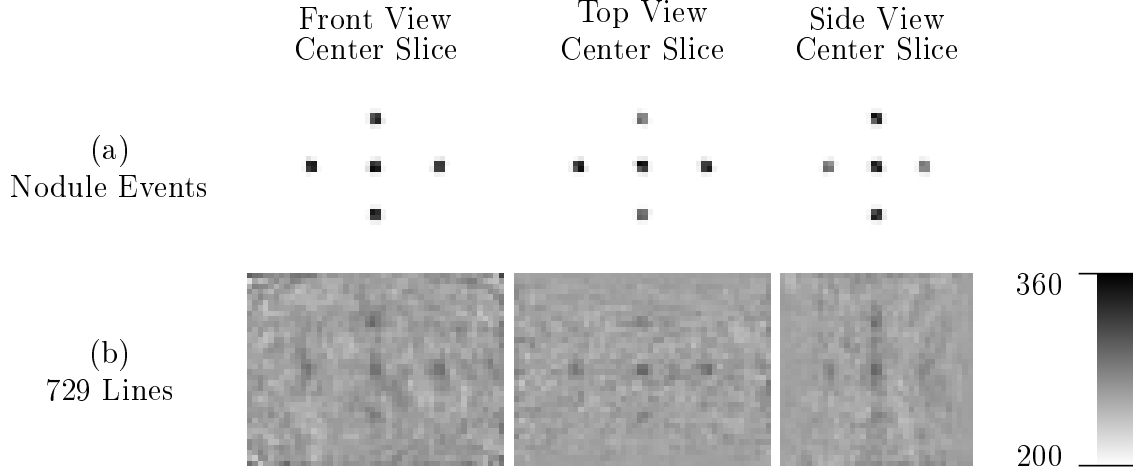 Front View
Center Slice
Top View
Center Slice
Side View
Center Slice
(a)
Nodule Events
(b)
729 Lines
360
200